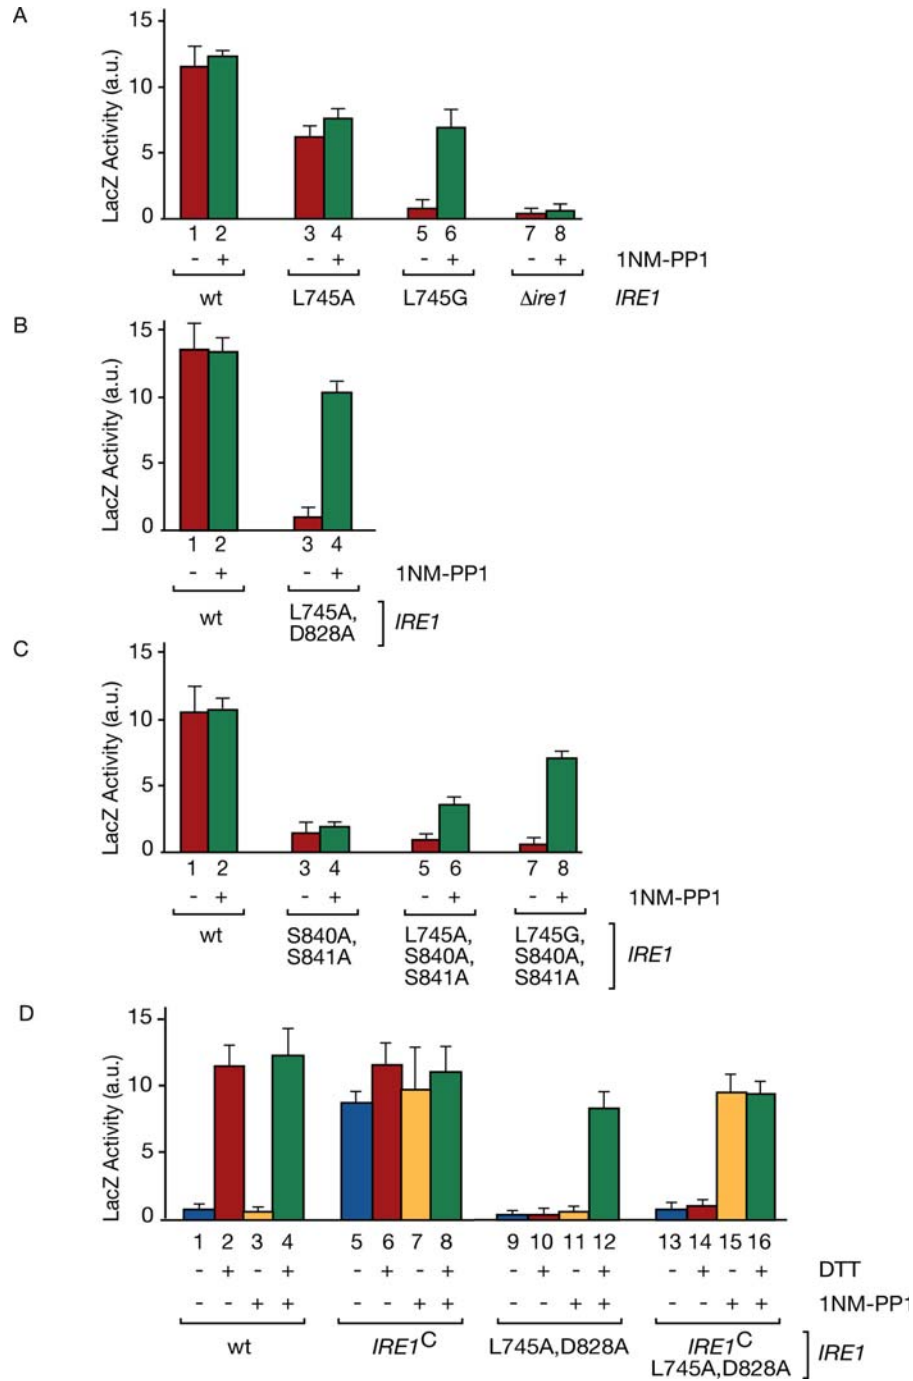 A
LacZ Activity (a.u.)
15
10
5
0
1 2 3 4 5 6 7 8
- + - + - + - + 1NM-PP1
wt L745A L745G Δire1 IRE1
B
LacZ Activity (a.u.)
15
10
5
0
1 2 3 4
- + - + 1NM-PP1
wt L745A, D828A IRE1
C
LacZ Activity (a.u.)
15
10
5
0
1 2 3 4 5 6 7 8
- + - + - + - + 1NM-PP1
wt S840A, S841A L745A, S840A, S841A L745G, S840A, S841A IRE1
D
LacZ Activity (a.u.)
15
10
5
0
1 2 3 4 5 6 7 8 9 10 11 12 13 14 15 16
- + - + - + - + - + - + - + - + DTT
- - + + - - + + - - + + - - + + 1NM-PP1
wt IRE1C L745A,D828A IRE1C L745A,D828A IRE1